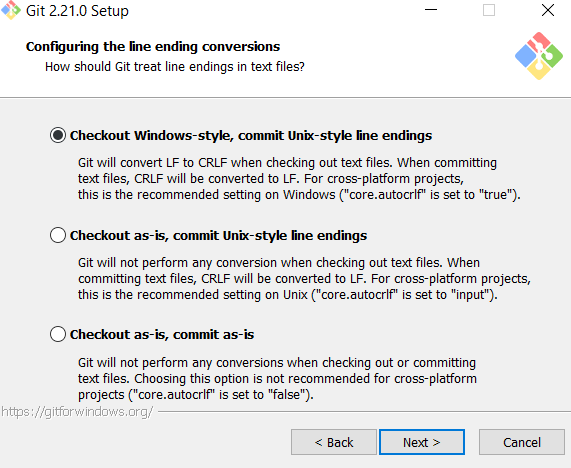 Git 2.21.0 Setup
Configuring the line ending conversions
How should Git treat line endings in text files?
Checkout Windows-style, commit Unix-style line endings
Git will convert LF to CRLF when checking out text files. When committing
text files, CRLF will be converted to LF. For cross-platform projects,
this is the recommended setting on Windows ("core.autocrlf" is set to "true").
Checkout as-is, commit Unix-style line endings
Git will not perform any conversion when checking out text files. When
committing text files, CRLF will be converted to LF. For cross-platform projects,
this is the recommended setting on Unix ("core.autocrlf" is set to "input").
Checkout as-is, commit as-is
Git will not perform any conversions when checking out or committing
text files. Choosing this option is not recommended for cross-platform
projects ("core.autocrlf" is set to "false").
https://gitforwindows.org/
< Back Next > Cancel